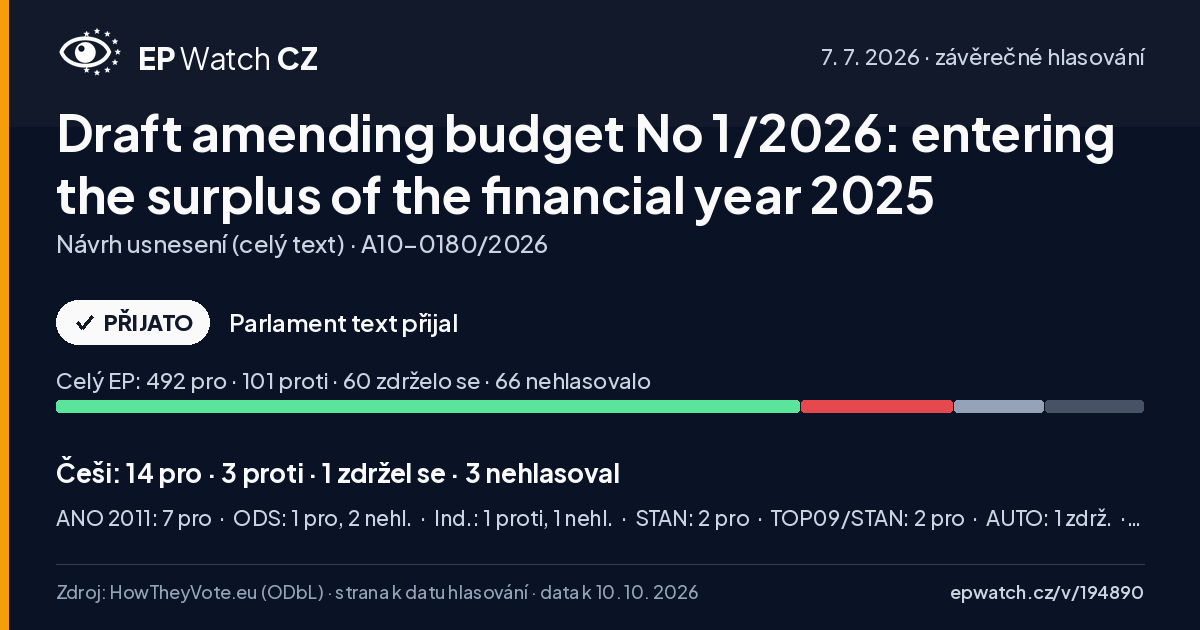 EP Watch CZ
7. 7. 2026 · závěrečné hlasování
Draft amending budget No 1/2026: entering
the surplus of the financial year 2025
Návrh usnesení (celý text) · A10–0180/2026
✓ PŘIJATO
Parlament text přijal
Celý EP: 492 pro · 101 proti · 60 zdrželo se · 66 nehlasovalo
Češi: 14 pro · 3 proti · 1 zdržel se · 3 nehlasoval
ANO 2011: 7 pro · ODS: 1 pro, 2 nehl. · Ind.: 1 proti, 1 nehl. · STAN: 2 pro · TOP09/STAN: 2 pro · AUTO: 1 zdrž. ·…
Zdroj: HowTheyVote.eu (ODbL) · strana k datu hlasování · data k 10. 10. 2026
epwatch.cz/v/194890